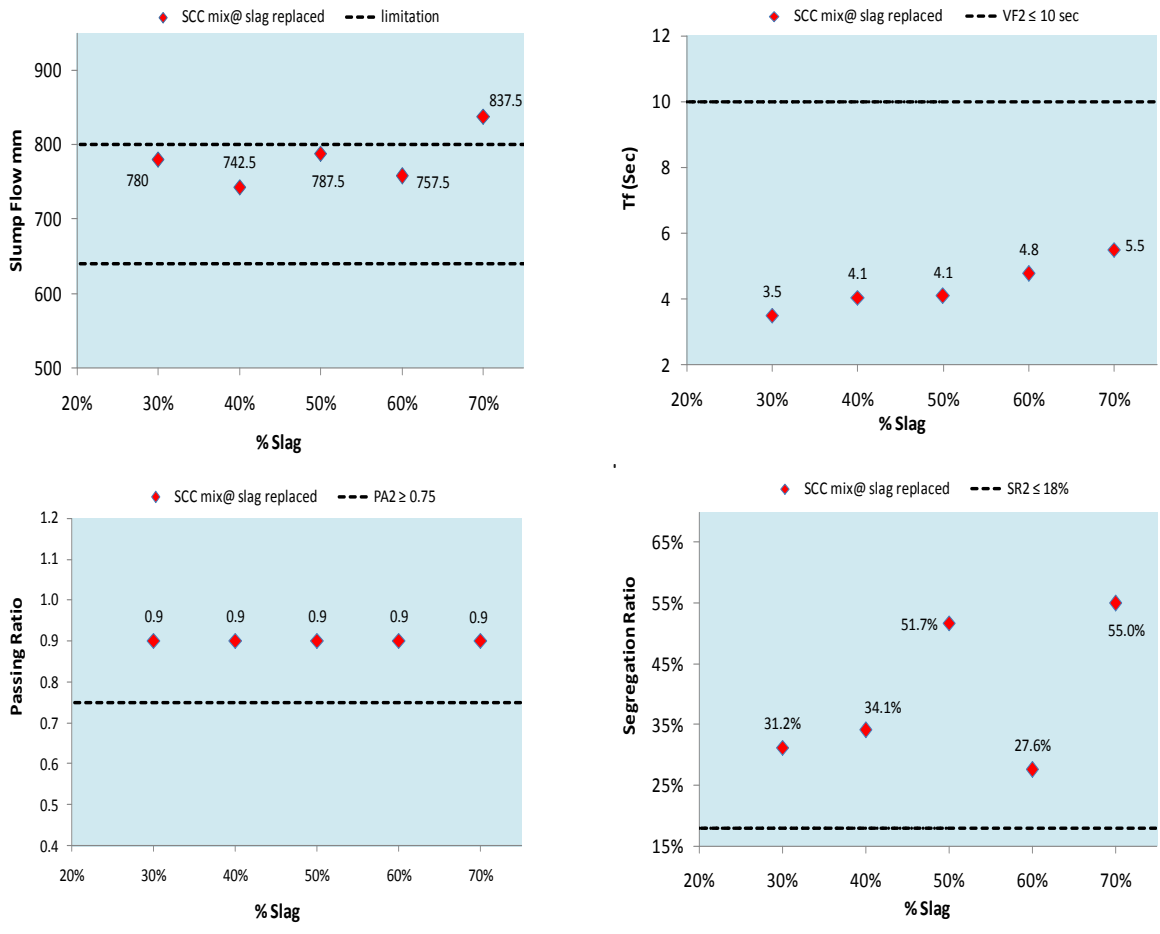 SCC mix@ slag replaced limitation
900
800
700
600
500
Slump Flow mm
780
742.5
787.5
757.5
837.5
20% 30% 40% 50% 60% 70%
% Slag
SCC mix@ slag replaced VF2 ≤ 10 sec
12
10
8
6
4
2
Tf (Sec)
3.5
4.1
4.1
4.8
5.5
20% 30% 40% 50% 60% 70%
% Slag
SCC mix@ slag replaced PA2 ≥ 0.75
1.2
1.1
1.0
0.9
0.8
0.7
0.6
0.5
0.4
Passing Ratio
0.9 0.9 0.9 0.9 0.9
20% 30% 40% 50% 60% 70%
% Slag
SCC mix@ slag replaced SR2 ≤ 18%
65%
55%
45%
35%
25%
15%
Segregation Ratio
31.2%
34.1%
51.7%
27.6%
55.0%
20% 30% 40% 50% 60% 70%
% Slag